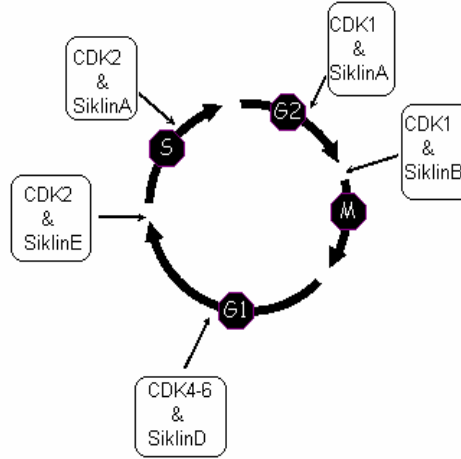 CDK2
&
SiklinA
CDK1
&
SiklinA
G2
S
CDK1
&
SiklinB
CDK2
&
SiklinE
M
G1
CDK4-6
&
SiklinD